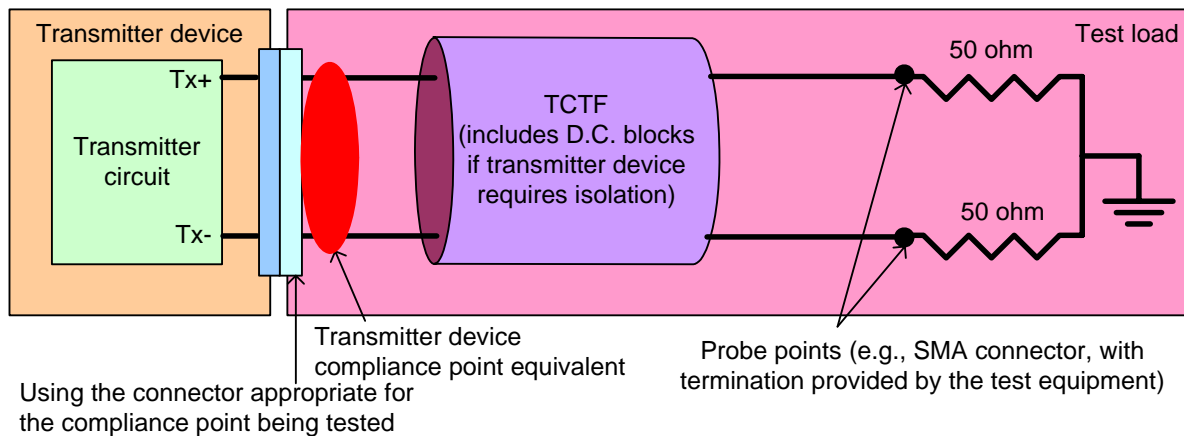 Transmitter device
Test load
50 ohm
Tx+
TCTF
(includes D.C. blocks
if transmitter device
requires isolation)
Transmitter
circuit
50 ohm
Tx-
Transmitter device
compliance point equivalent
Probe points (e.g., SMA connector, with
termination provided by the test equipment)
Using the connector appropriate for
the compliance point being tested